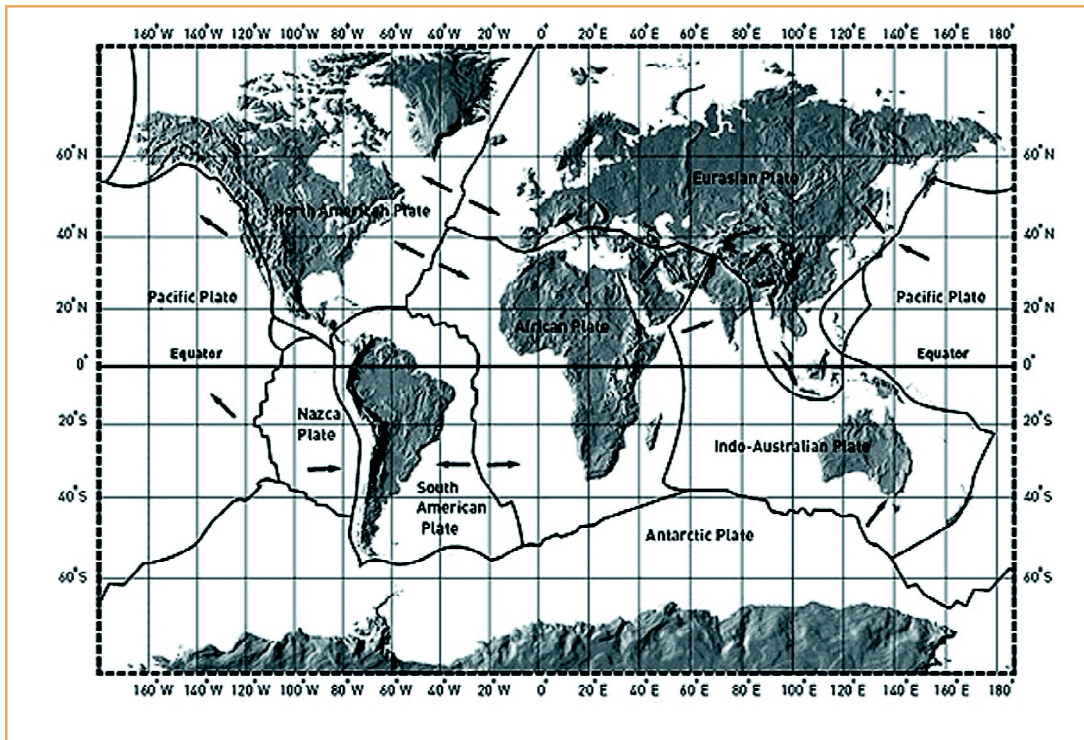 160°W 140°W 120°W 100°W 80°W 60°W 40°W 20°W 0° 20°E 40°E 60°E 80°E 100°E 120°E 140°E 160°E 180°
60°N 60°N
Eurasian Plate
North American Plate
40°N 40°N
Pacific Plate Pacific Plate
20°N 20°N
African Plate
Equator Equator
0° 0°
Nazca
Plate
20°S 20°S
Indo-Australian Plate
40°S 40°S
South
American
Plate
Antarctic Plate
60°S 60°S
160°W 140°W 120°W 100°W 80°W 60°W 40°W 20°W 0° 20°E 40°E 60°E 80°E 100°E 120°E 140°E 160°E 180°